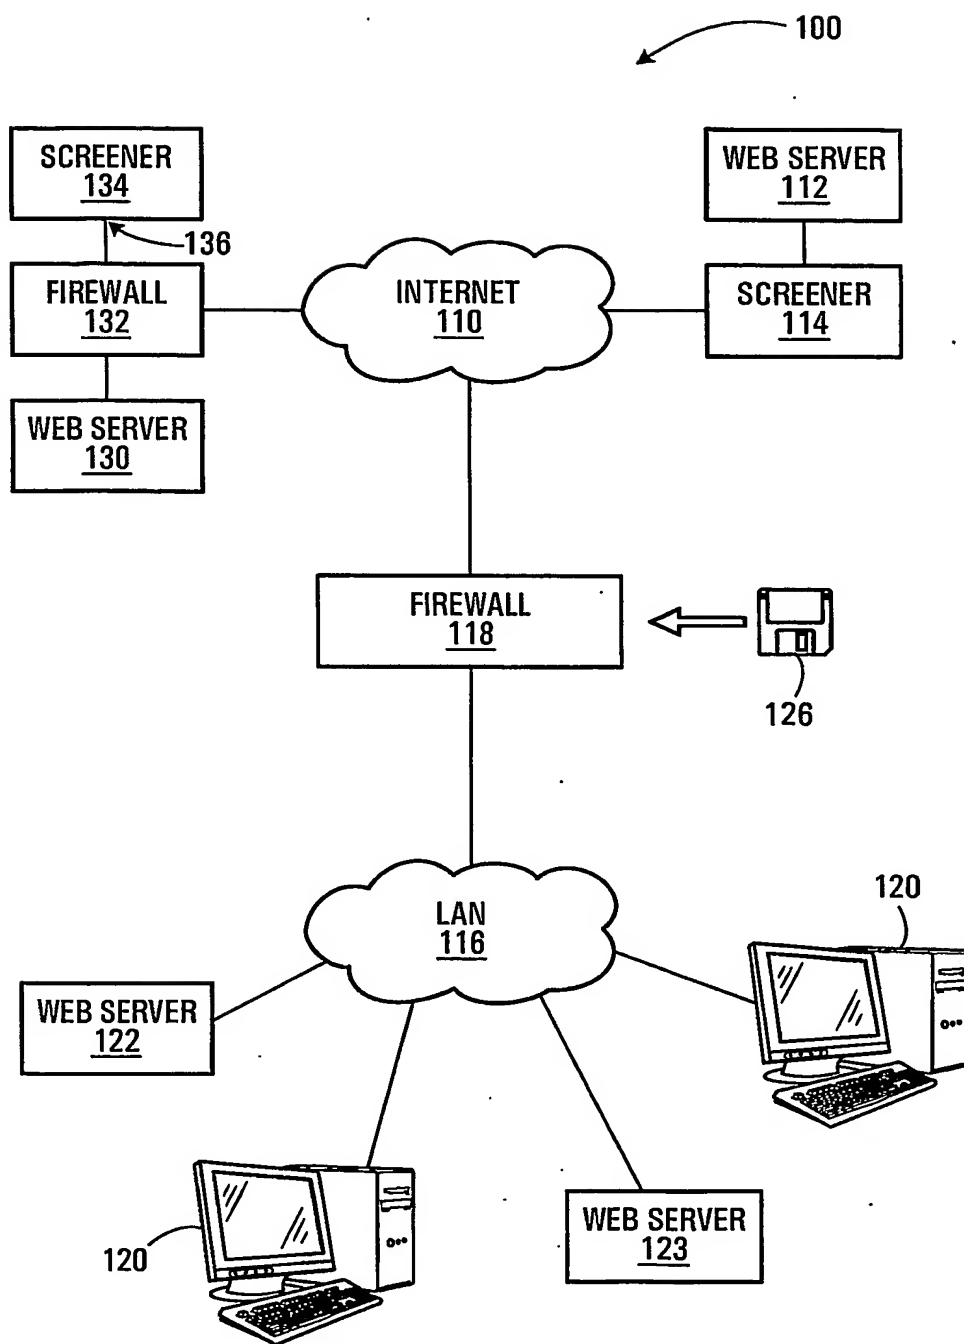 100
SCREENER
134
136
FIREWALL
132
WEB SERVER
130
INTERNET
110
WEB SERVER
112
SCREENER
114
FIREWALL
118
126
LAN
116
120
WEB SERVER
122
120
WEB SERVER
123